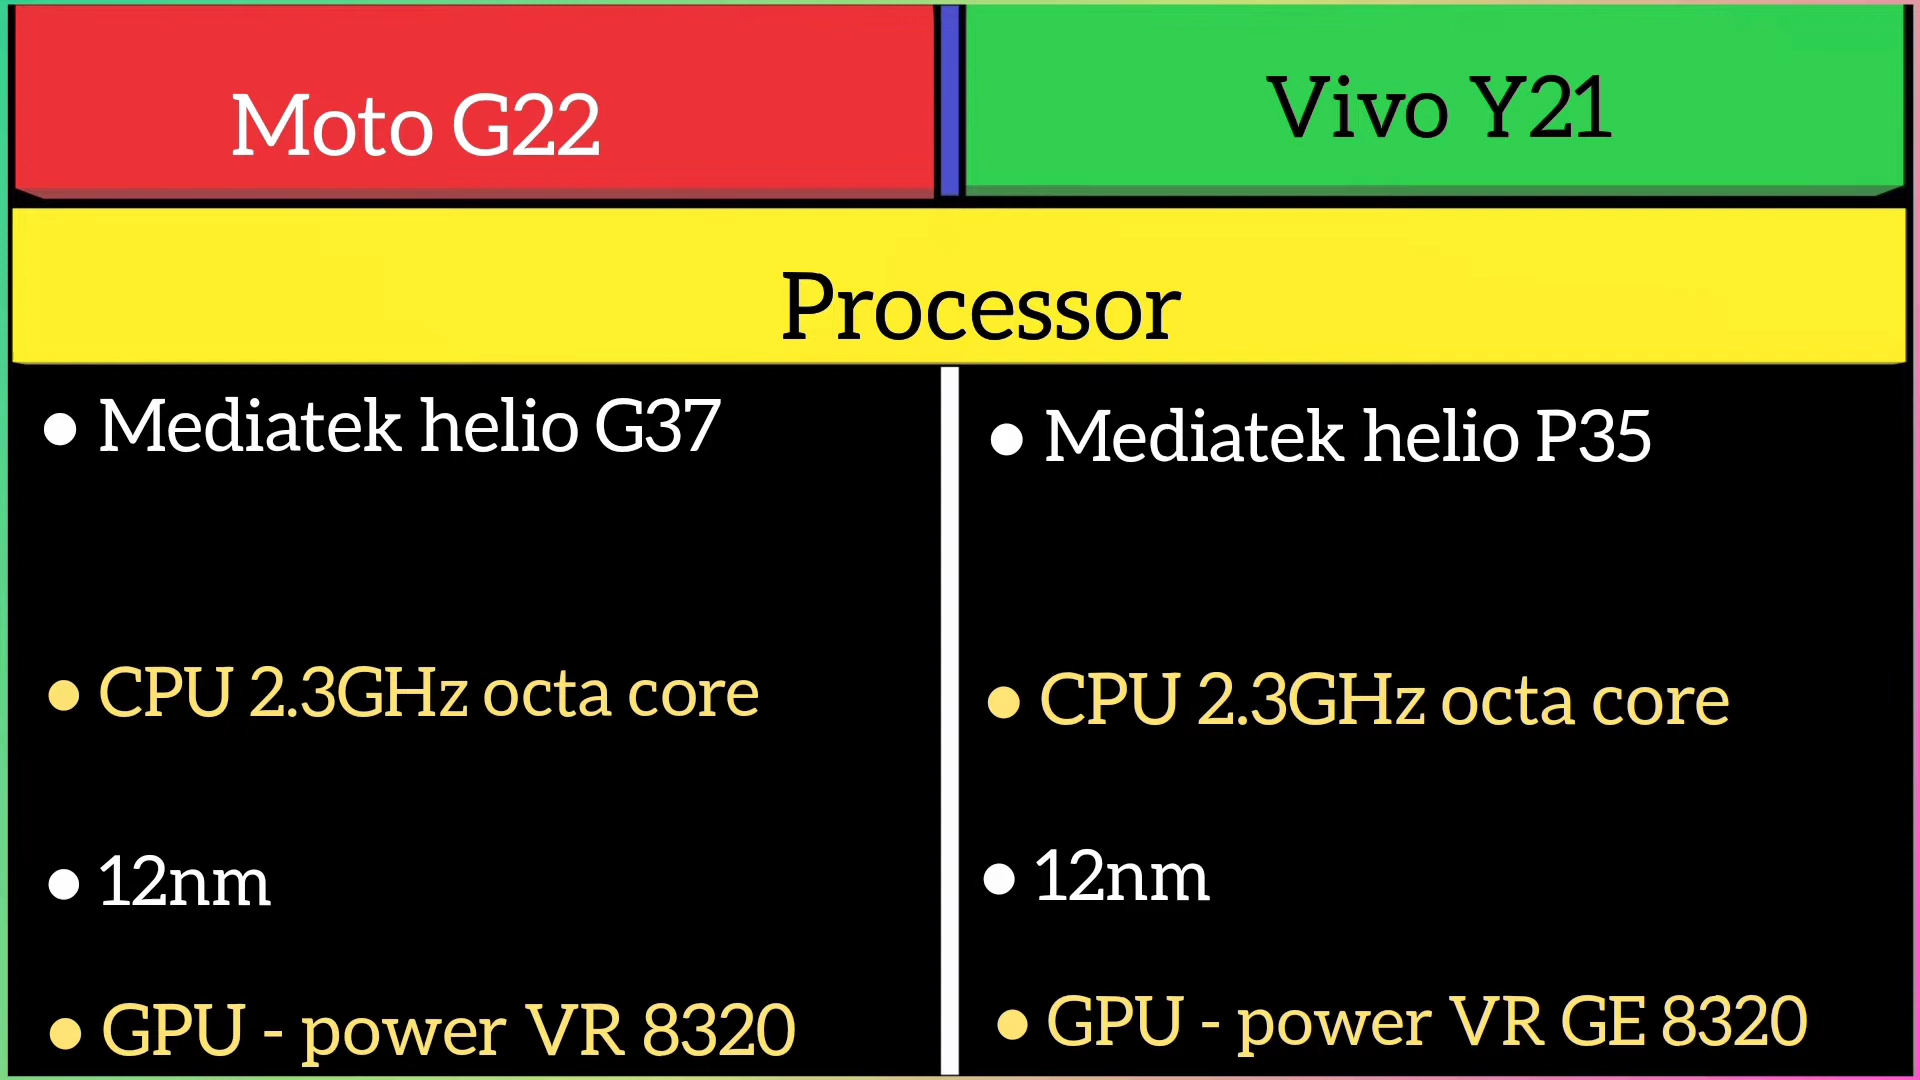 Moto G22
Vivo Y21
Processor
● Mediatek helio G37
● Mediatek helio P35
● CPU 2.3GHz octa core
● CPU 2.3GHz octa core
● 12nm
● 12nm
● GPU - power VR 8320
● GPU - power VR GE 8320